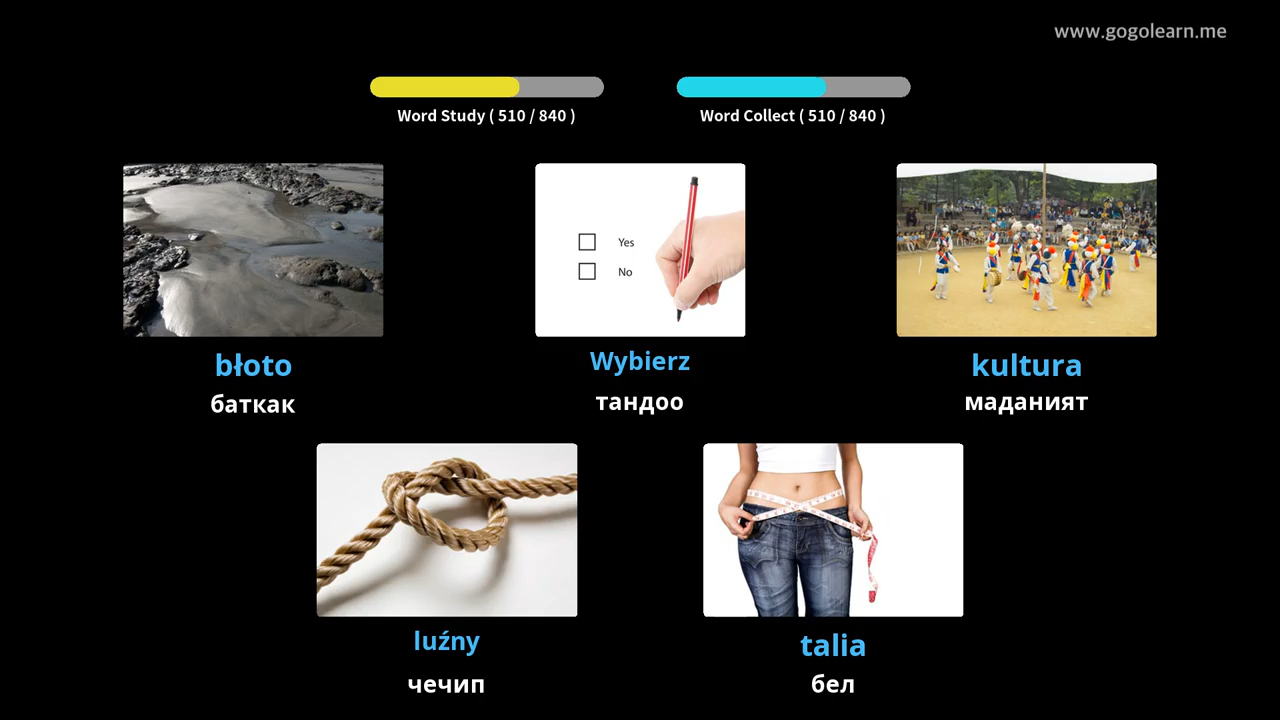 www.gogolearn.me
Word Study ( 510 / 840 )
Word Collect ( 510 / 840 )
Yes
No
błoto
баткак
Wybierz
тандоо
kultura
маданият
luźny
чечип
talia
бел